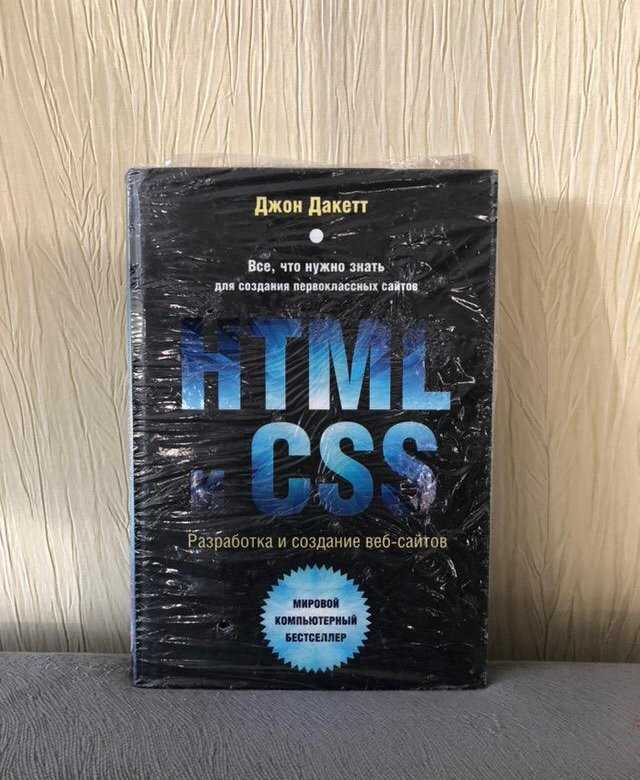 Джон Дакетт
Все, что нужно знать
для создания первоклассных сайтов
HTML
и CSS
Разработка и создание веб-сайтов
МИРОВОЙ
КОМПЬЮТЕРНЫЙ
БЕСТСЕЛЛЕР